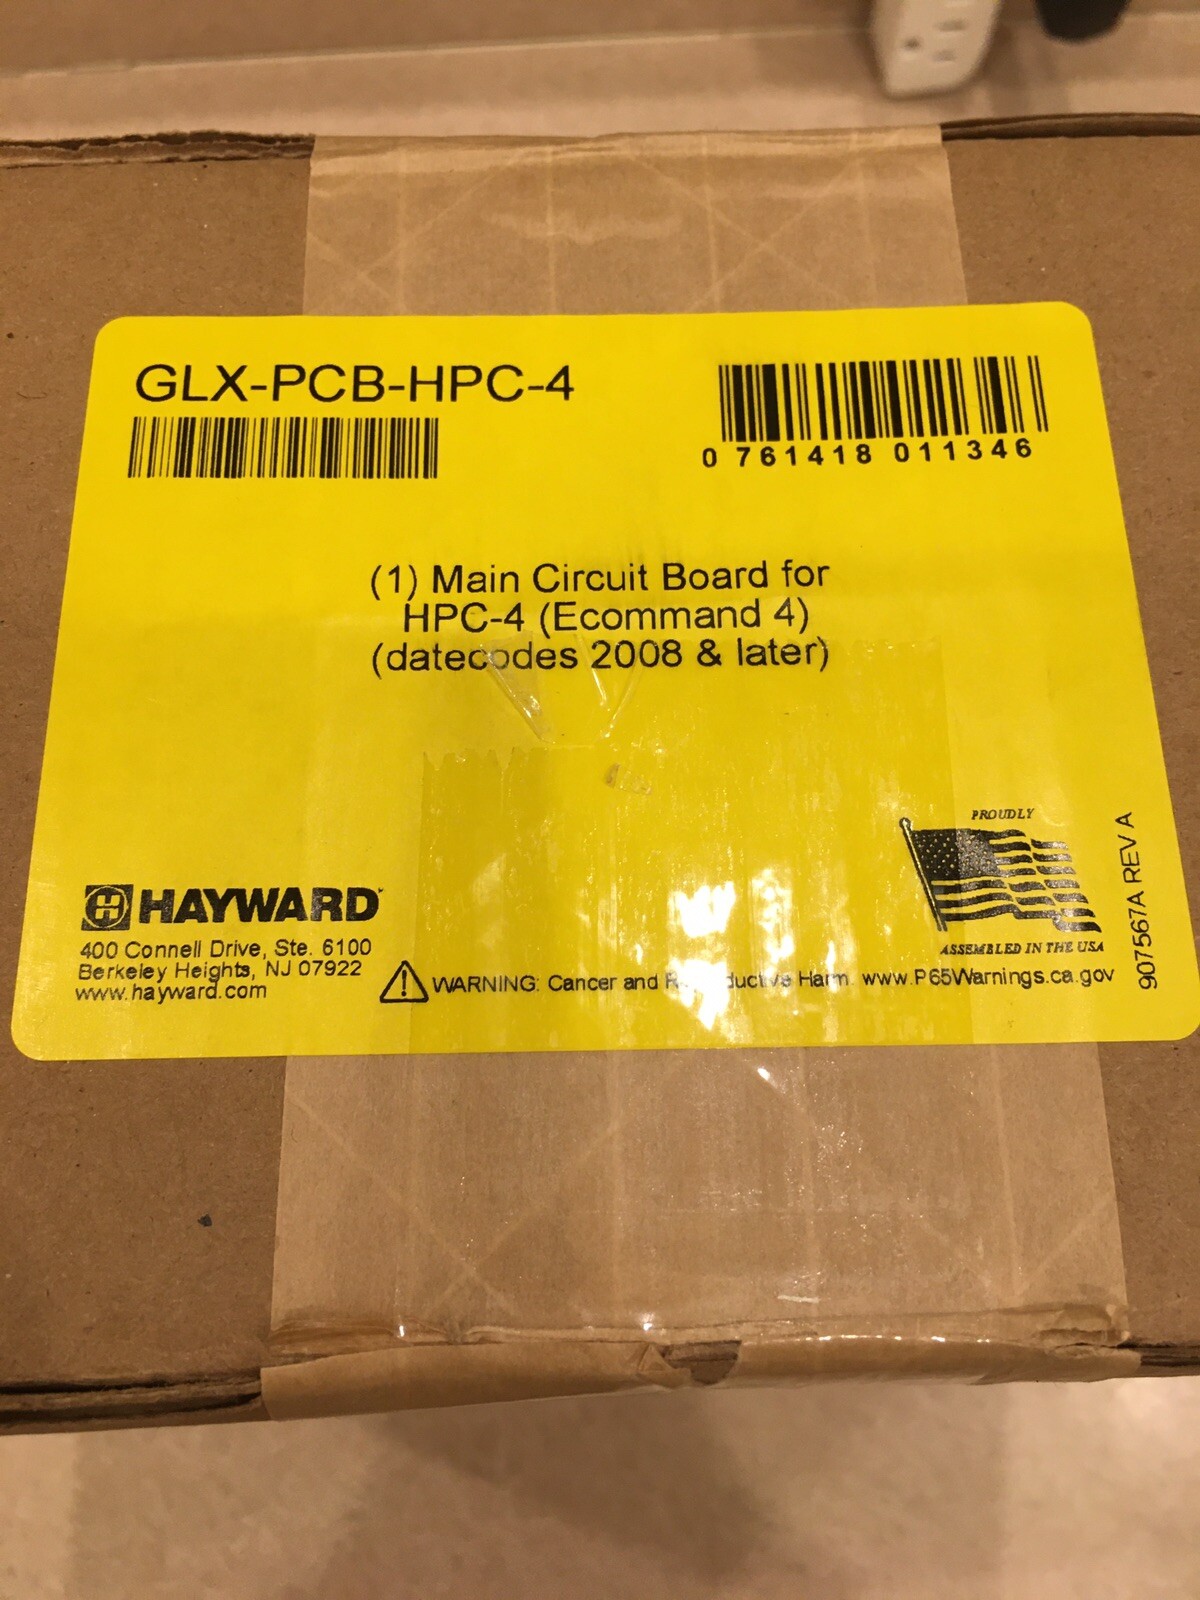 GLX-PCB-HPC-4
0 761418 011346
(1) Main Circuit Board for
HPC-4 (Ecommand 4)
(datecodes 2008 & later)
PROUDLY
ASSEMBLED IN THE USA
907567A REV A
HAYWARD
400 Connell Drive, Ste. 6100
Berkeley Heights, NJ 07922
www.hayward.com
WARNING: Cancer and Reproductive Harm. www.P65Warnings.ca.gov